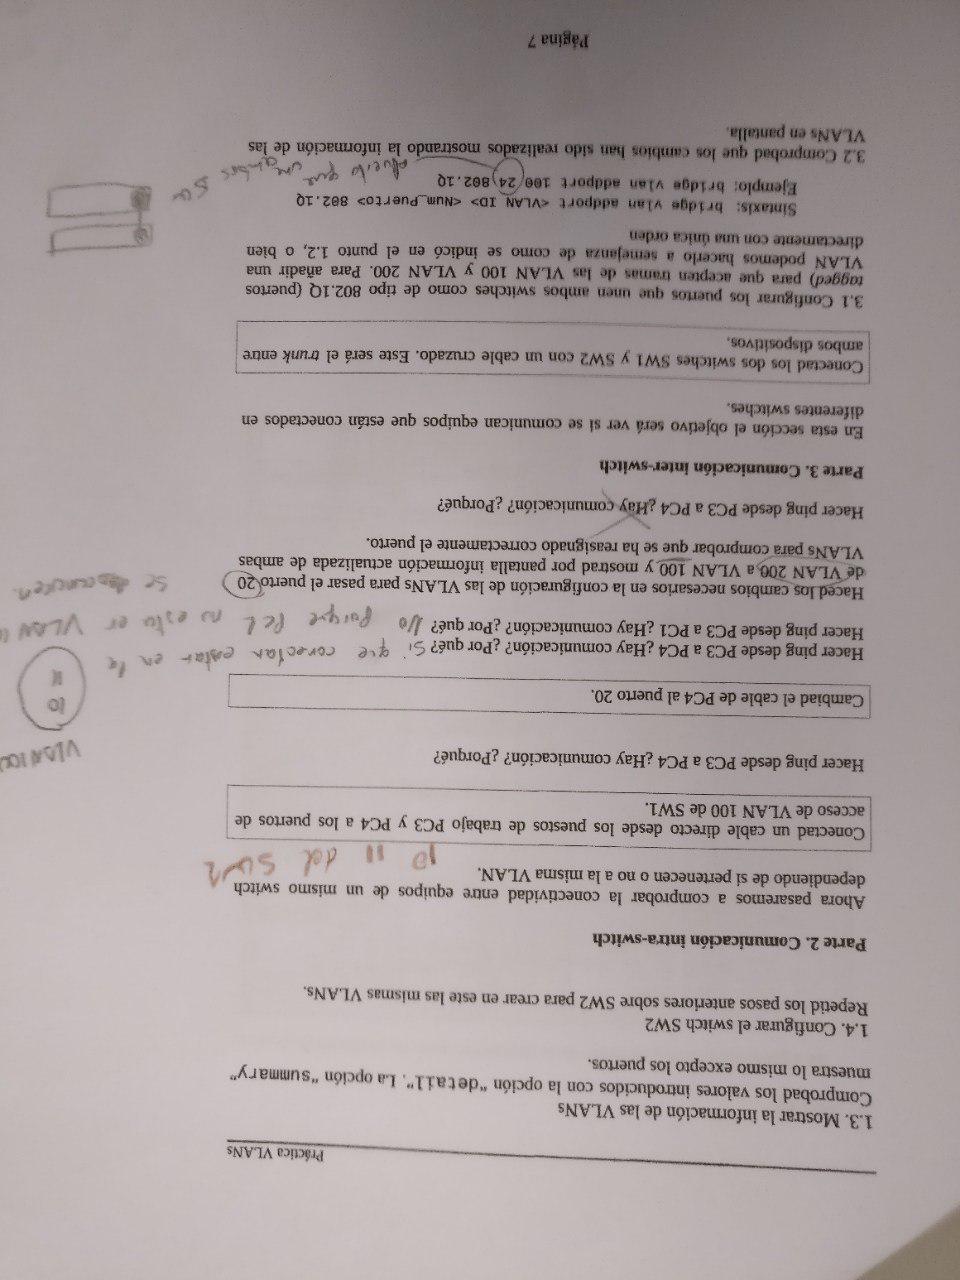 Práctica VLANs
1.3. Mostrar la información de las VLANs
Comprobad los valores introducidos con la opción “detail”. La opción “summary”
muestra lo mismo excepto los puertos.
1.4. Configurar el switch SW2
Repetid los pasos anteriores sobre SW2 para crear en este las mismas VLANs.
Parte 2. Comunicación intra-switch
Ahora pasaremos a comprobar la conectividad entre equipos de un mismo switch
dependiendo de si pertenecen o no a la misma VLAN.
10 11 del SW1
Conectad un cable directo desde los puestos de trabajo PC3 y PC4 a los puertos de
acceso de VLAN 100 de SW1.
Hacer ping desde PC3 a PC4 ¿Hay comunicación? ¿Porqué?
VLAN 100
10
11
Cambiad el cable de PC4 al puerto 20.
Hacer ping desde PC3 a PC4 ¿Hay comunicación? ¿Por qué? Si que conectan estar en la
Hacer ping desde PC3 a PC1 ¿Hay comunicación? ¿Por qué? No porque PC1 no esta en VLAN
Haced los cambios necesarios en la configuración de las VLANs para pasar el puerto 20 se
de VLAN 200 a VLAN 100 y mostrad por pantalla información actualizada de ambas
VLANs para comprobar que se ha reasignado correctamente el puerto.
Hacer ping desde PC3 a PC4 ¿Hay comunicación? ¿Porqué?
Parte 3. Comunicación inter-switch
En esta sección el objetivo será ver si se comunican equipos que están conectados en
diferentes switches.
Conectad los dos switches SW1 y SW2 con un cable cruzado. Este será el trunk entre
ambos dispositivos.
3.1 Configurar los puertos que unen ambos switches como de tipo 802.1Q (puertos
tagged) para que acepten tramas de las VLAN 100 y VLAN 200. Para añadir una
VLAN podemos hacerlo a semejanza de como se indicó en el punto 1.2, o bien
directamente con una única orden
Sintaxis: bridge vlan addport <VLAN_ID> <Num_Puerto> 802.1Q
Ejemplo: bridge vlan addport 100 24 802.1Q
que une ambos SW
3.2 Comprobad que los cambios han sido realizados mostrando la información de las
VLANs en pantalla.
Página 7